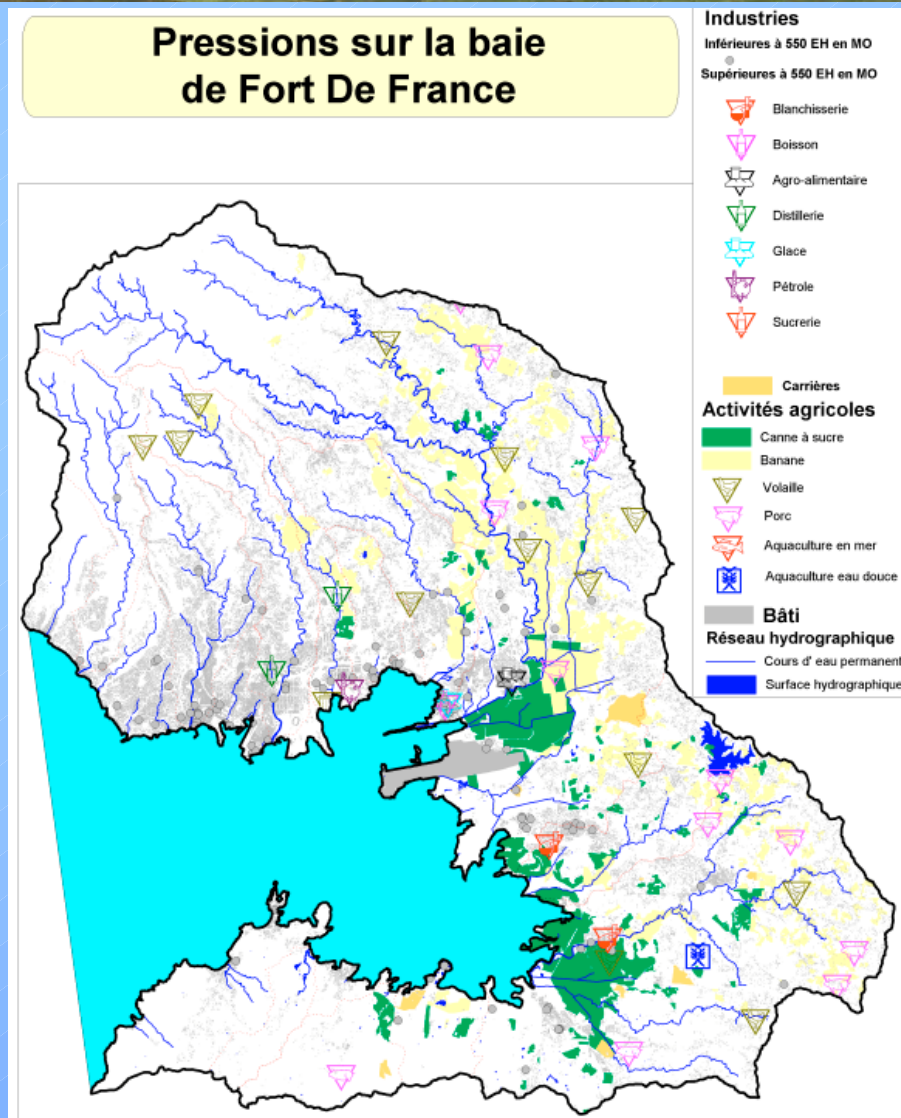 Pressions sur la baie
de Fort De France
Industries
Inférieures à 550 EH en MO
Supérieures à 550 EH en MO
Blanchisserie
Boisson
Agro-alimentaire
Distillerie
Glace
Pétrole
Sucrerie
Carrières
Activités agricoles
Canne à sucre
Banane
Volaille
Porc
Aquaculture en mer
Aquaculture eau douce
Bâti
Réseau hydrographique
Cours d' eau permanent
Surface hydrographique